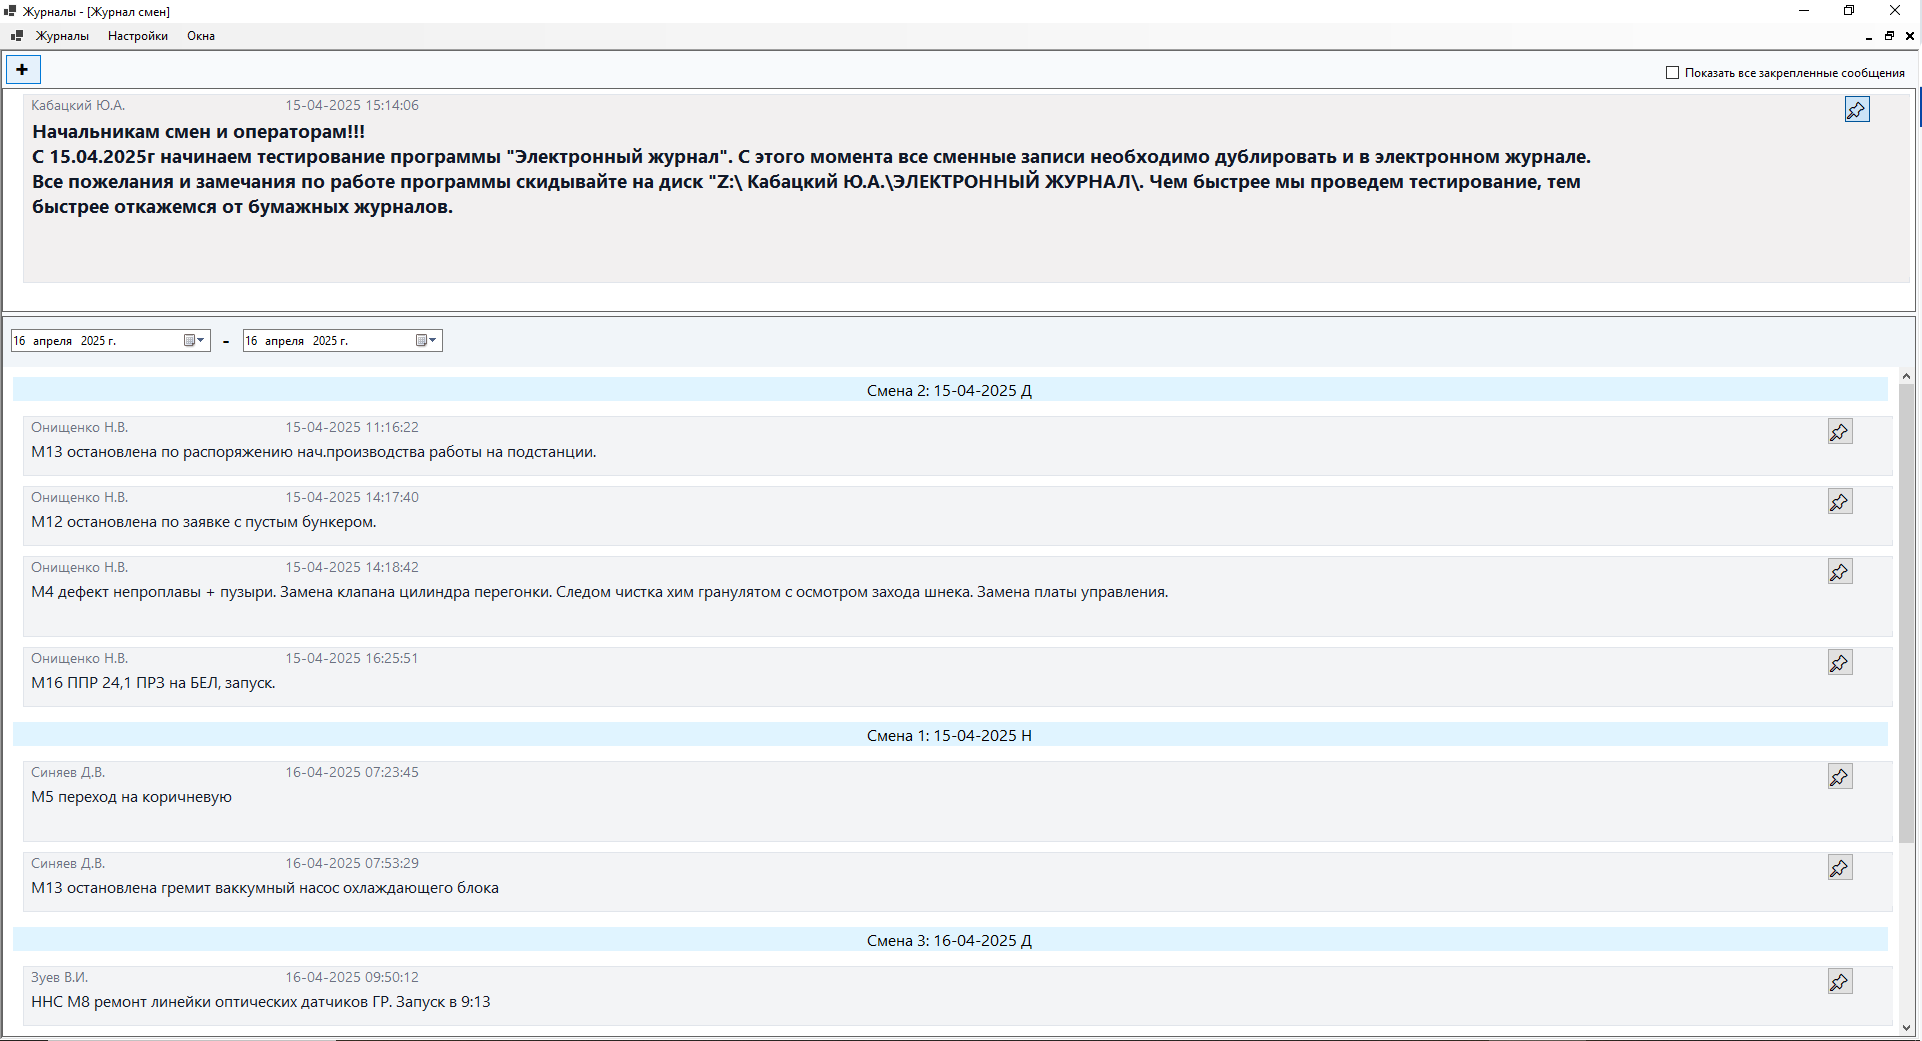 Журналы - [Журнал смен]
Журналы Настройки Окна
Показать все закрепленные сообщения
Кабацкий Ю.А. 15-04-2025 15:14:06
Начальникам смен и операторам!!!
С 15.04.2025г начинаем тестирование программы "Электронный журнал". С этого момента все сменные записи необходимо дублировать и в электронном журнале.
Все пожелания и замечания по работе программы скидывайте на диск "Z:\ Кабацкий Ю.А.\ЭЛЕКТРОННЫЙ ЖУРНАЛ\. Чем быстрее мы проведем тестирование, тем
быстрее откажемся от бумажных журналов.
16 апреля 2025 г. - 16 апреля 2025 г.
Смена 2: 15-04-2025 Д
Онищенко Н.В. 15-04-2025 11:16:22
М13 остановлена по распоряжению нач.производства работы на подстанции.
Онищенко Н.В. 15-04-2025 14:17:40
М12 остановлена по заявке с пустым бункером.
Онищенко Н.В. 15-04-2025 14:18:42
М4 дефект непроплавы + пузыри. Замена клапана цилиндра перегонки. Следом чистка хим гранулятом с осмотром захода шнека. Замена платы управления.
Онищенко Н.В. 15-04-2025 16:25:51
М16 ППР 24,1 ПРЗ на БЕЛ, запуск.
Смена 1: 15-04-2025 Н
Синяев Д.В. 16-04-2025 07:23:45
М5 переход на коричневую
Синяев Д.В. 16-04-2025 07:53:29
М13 остановлена гремит ваккумный насос охлаждающего блока
Смена 3: 16-04-2025 Д
Зуев В.И. 16-04-2025 09:50:12
ННС М8 ремонт линейки оптических датчиков ГР. Запуск в 9:13